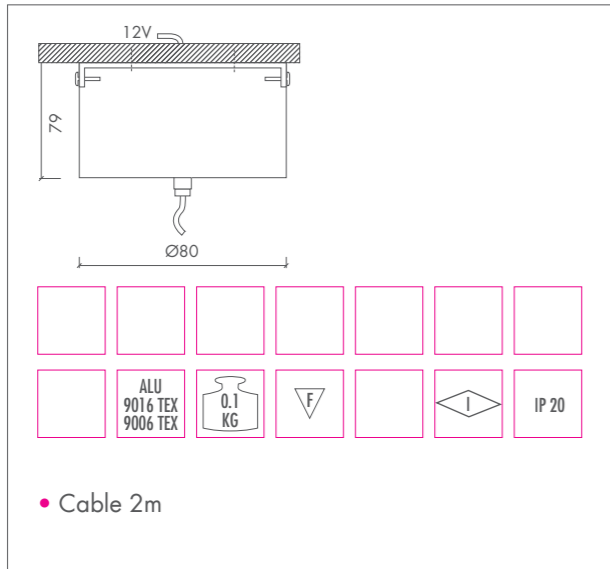 12V
79
Ø80
ALU
9016 TEX
9006 TEX
0.1
KG
F
I
IP 20
• Cable 2m